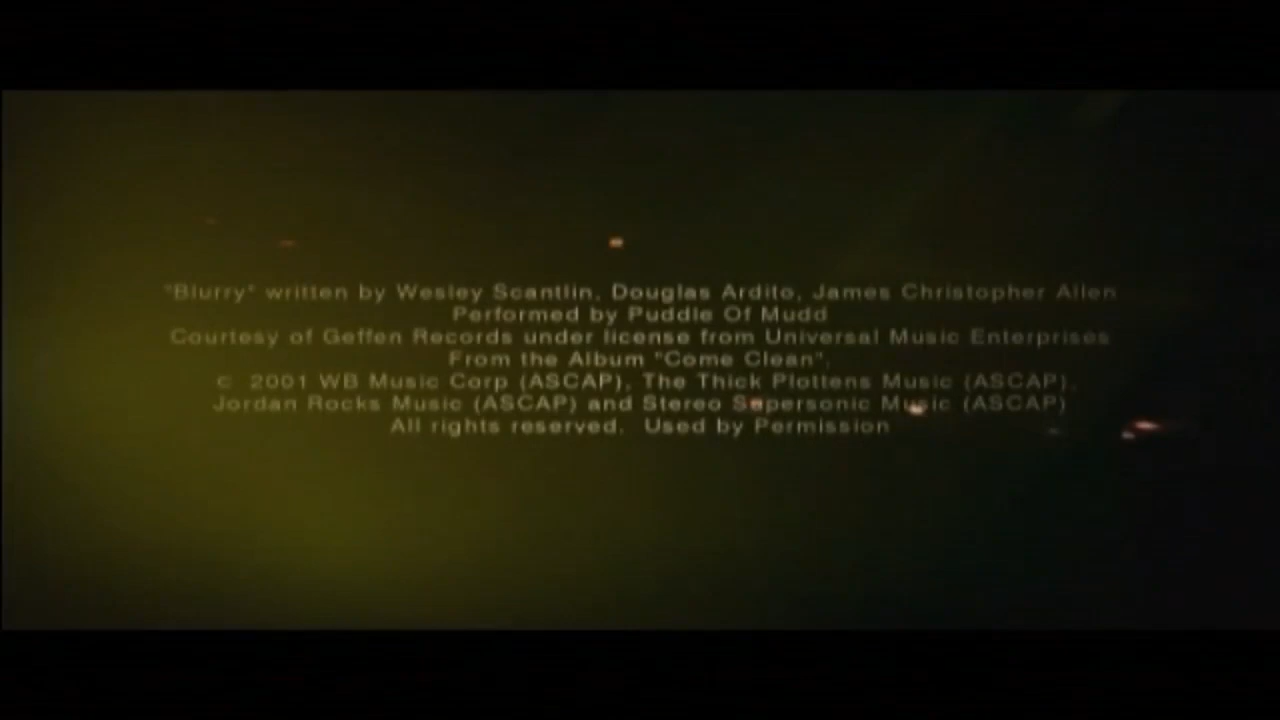 "Blurry" written by Wesley Scantlin, Douglas Ardito, James Christopher Allen
Performed by Puddle Of Mudd
Courtesy of Geffen Records under license from Universal Music Enterprises
From the Album "Come Clean".
c 2001 WB Music Corp (ASCAP), The Thick Plottens Music (ASCAP),
Jordan Rocks Music (ASCAP) and Stereo Supersonic Music (ASCAP)
All rights reserved. Used by Permission